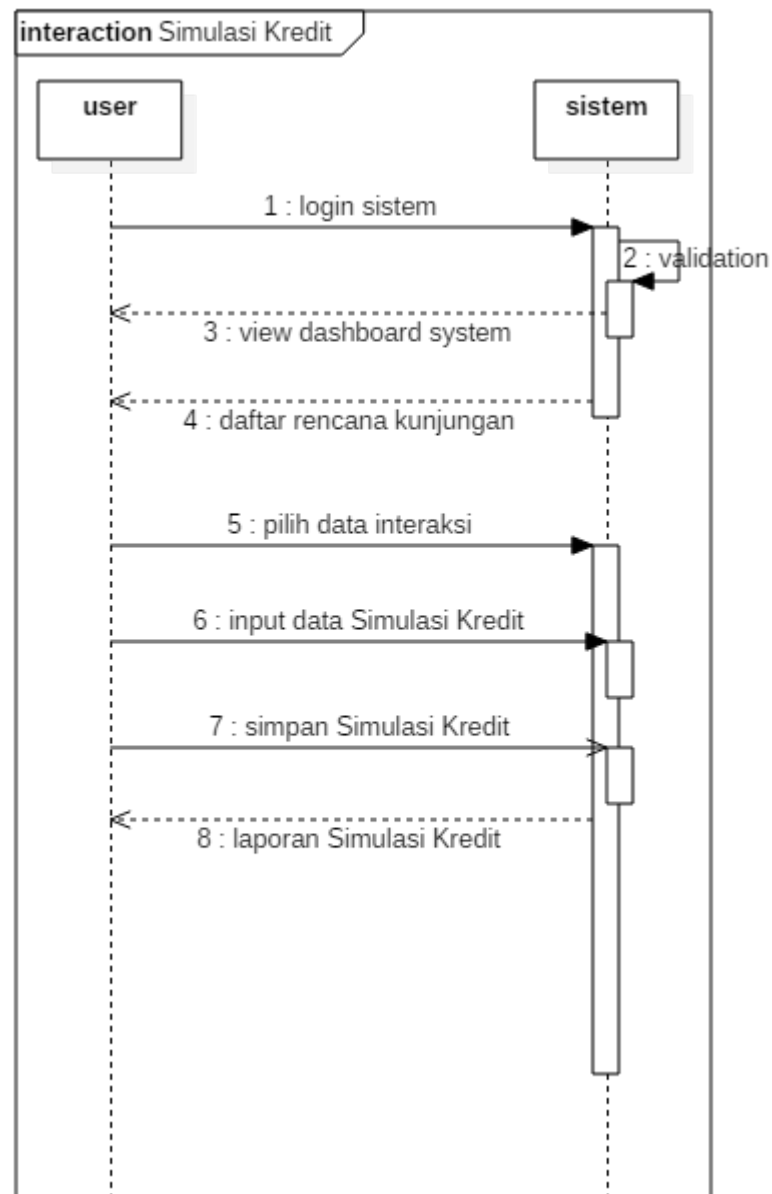 interaction Simulasi Kredit
user
sistem
1 : login sistem
2 : validation
3 : view dashboard system
4 : daftar rencana kunjungan
5 : pilih data interaksi
6 : input data Simulasi Kredit
7 : simpan Simulasi Kredit
8 : laporan Simulasi Kredit